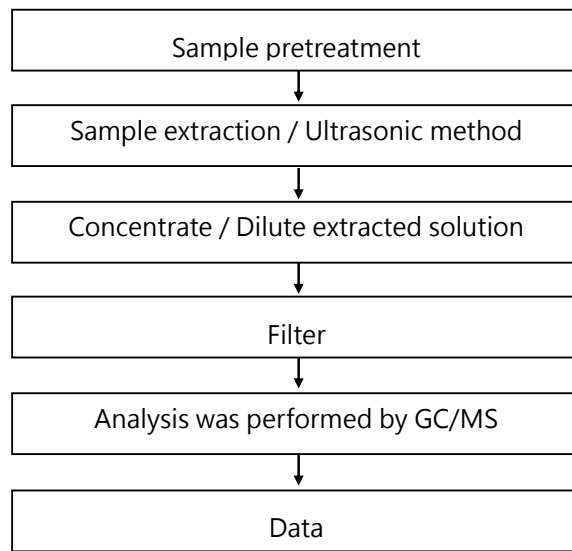 Sample pretreatment
Sample extraction / Ultrasonic method
Concentrate / Dilute extracted solution
Filter
Analysis was performed by GC/MS
Data